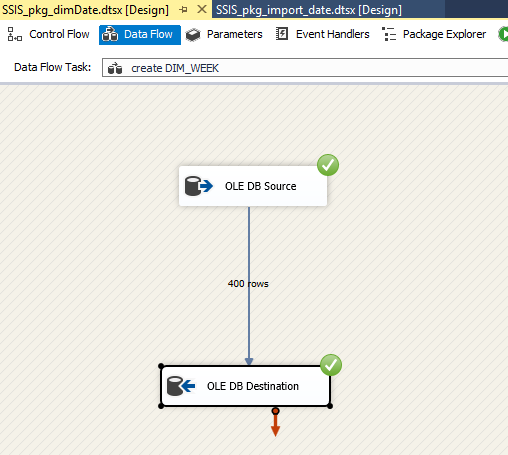 SSIS_pkg_dimDate.dtsx [Design] SSIS_pkg_import_date.dtsx [Design]
Control Flow Data Flow Parameters Event Handlers Package Explorer
Data Flow Task: create DIM_WEEK
OLE DB Source
400 rows
OLE DB Destination